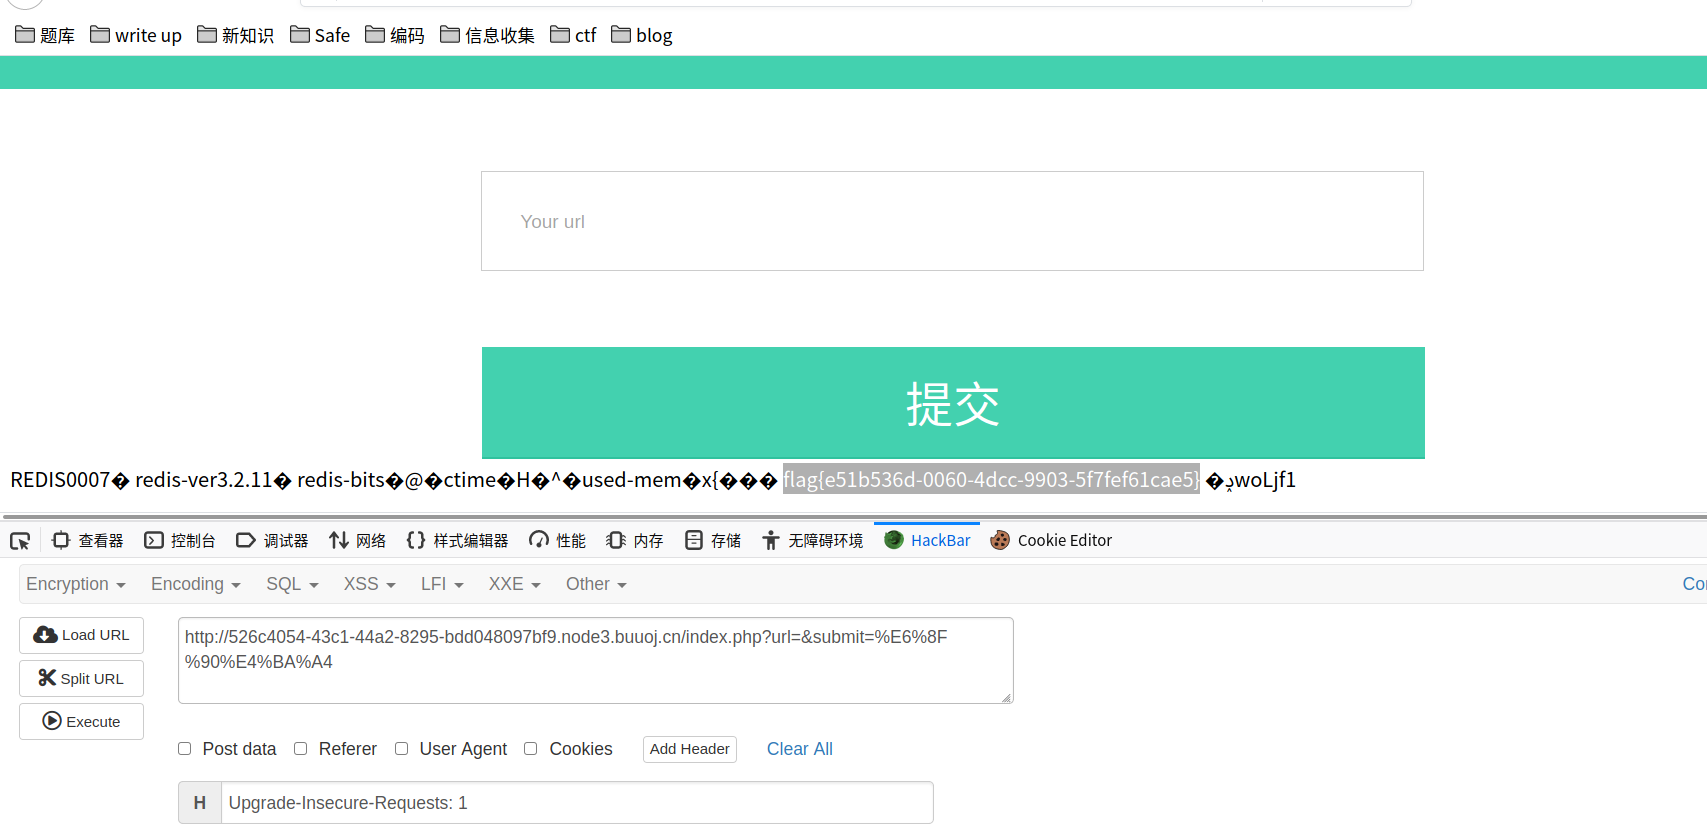 题库 write up 新知识 Safe 编码 信息收集 ctf blog
Your url
提交
REDIS0007� redis-ver3.2.11� redis-bits�@�ctime�H�^�used-mem�x{��� flag{e51b536d-0060-4dcc-9903-5f7fef61cae5} �woLjf1
查看器 控制台 调试器 网络 {} 样式编辑器 性能 内存 存储 无障碍环境 HackBar Cookie Editor
Encryption Encoding SQL XSS LFI XXE Other
Load URL
http://526c4054-43c1-44a2-8295-bdd048097bf9.node3.buuoj.cn/index.php?url=&submit=%E6%8F
%90%E4%BA%A4
Split URL
Execute
Post data Referer User Agent Cookies Add Header Clear All
H Upgrade-Insecure-Requests: 1